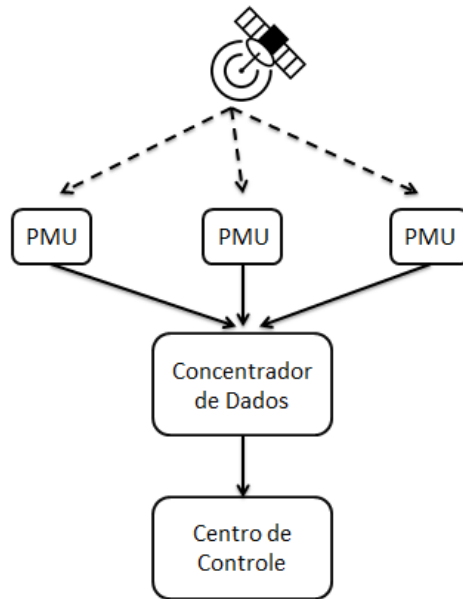 PMU
PMU
PMU
Concentrador
de Dados
Centro de
Controle